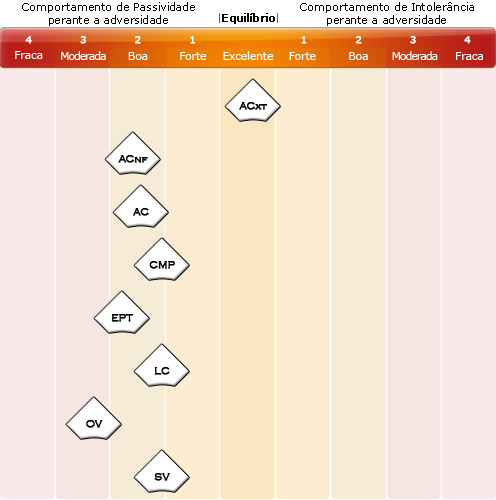 Comportamento de Passividade
perante a adversidade
|Equilíbrio|
Comportamento de Intolerância
perante a adversidade
4 3 2 1 1 2 3 4
Fraca Moderada Boa Forte Excelente Forte Boa Moderada Fraca
ACXT
ACNF
AC
CMP
EPT
LC
OV
SV